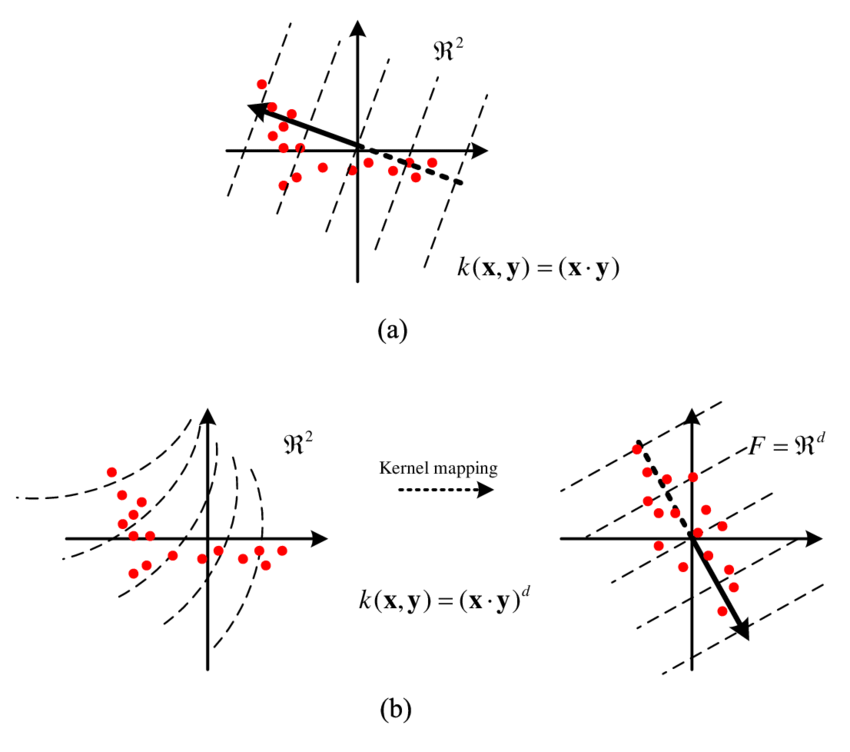 ℜ²
k(x, y) = (x · y)
(a)
ℜ²
Kernel mapping
F = ℜᵈ
k(x, y) = (x · y)ᵈ
(b)